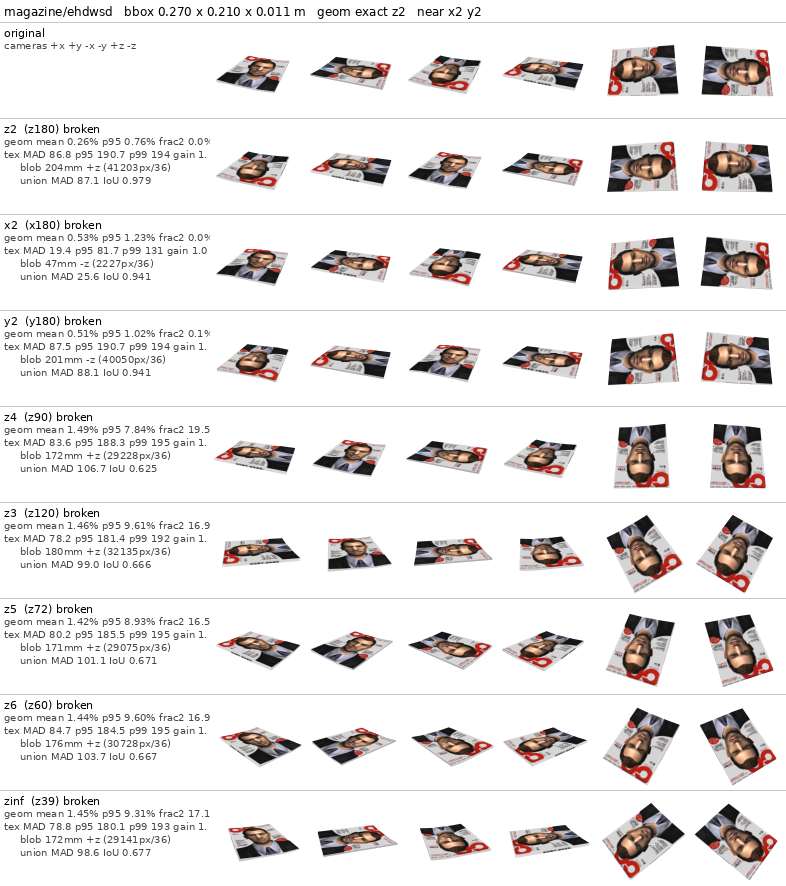 magazine/ehdwsd bbox 0.270 x 0.210 x 0.011 m geom exact z2 near x2 y2
original
cameras +x +y -x -y +z -z
z2 (z180) broken
geom mean 0.26% p95 0.76% frac2 0.0%
tex MAD 86.8 p95 190.7 p99 194 gain 1.
blob 204mm +z (41203px/36)
union MAD 87.1 IoU 0.979
x2 (x180) broken
geom mean 0.53% p95 1.23% frac2 0.0%
tex MAD 19.4 p95 81.7 p99 131 gain 1.0
blob 47mm -z (2227px/36)
union MAD 25.6 IoU 0.941
y2 (y180) broken
geom mean 0.51% p95 1.02% frac2 0.1%
tex MAD 87.5 p95 190.7 p99 194 gain 1.
blob 201mm -z (40050px/36)
union MAD 88.1 IoU 0.941
z4 (z90) broken
geom mean 1.49% p95 7.84% frac2 19.5
tex MAD 83.6 p95 188.3 p99 195 gain 1.
blob 172mm +z (29228px/36)
union MAD 106.7 IoU 0.625
z3 (z120) broken
geom mean 1.46% p95 9.61% frac2 16.9
tex MAD 78.2 p95 181.4 p99 192 gain 1.
blob 180mm +z (32135px/36)
union MAD 99.0 IoU 0.666
z5 (z72) broken
geom mean 1.42% p95 8.93% frac2 16.5
tex MAD 80.2 p95 185.5 p99 195 gain 1.
blob 171mm +z (29075px/36)
union MAD 101.1 IoU 0.671
z6 (z60) broken
geom mean 1.44% p95 9.60% frac2 16.9
tex MAD 84.7 p95 184.5 p99 195 gain 1.
blob 176mm +z (30728px/36)
union MAD 103.7 IoU 0.667
zinf (z39) broken
geom mean 1.45% p95 9.31% frac2 17.1
tex MAD 78.8 p95 180.1 p99 193 gain 1.
blob 172mm +z (29141px/36)
union MAD 98.6 IoU 0.677